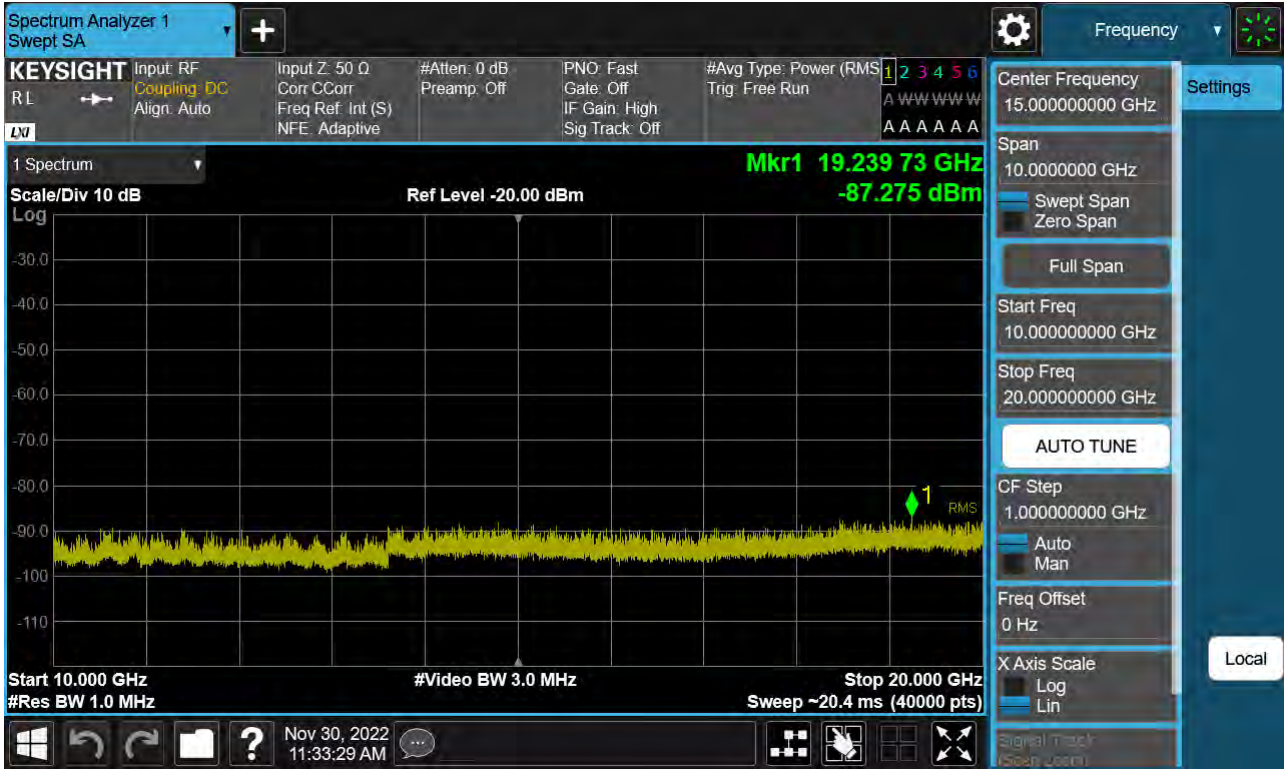 Spectrum Analyzer 1
Swept SA
+
Frequency
KEYSIGHT
R L
LXI
Input: RF
Coupling: DC
Align: Auto
Input Z: 50 Ω
Corr CCorr
Freq Ref: Int (S)
NFE: Adaptive
#Atten: 0 dB
Preamp: Off
PNO: Fast
Gate: Off
IF Gain: High
Sig Track: Off
#Avg Type: Power (RMS
Trig: Free Run
1 2 3 4 5 6
A W W W W W
A A A A A A
1 Spectrum
Mkr1 19.239 73 GHz
Scale/Div 10 dB
Ref Level -20.00 dBm
-87.275 dBm
Log
-30.0
-40.0
-50.0
-60.0
-70.0
-80.0
-90.0
-100
-110
1
RMS
Start 10.000 GHz
#Video BW 3.0 MHz
Stop 20.000 GHz
#Res BW 1.0 MHz
Sweep ~20.4 ms (40000 pts)
Center Frequency
15.000000000 GHz
Span
10.0000000 GHz
Swept Span
Zero Span
Full Span
Start Freq
10.000000000 GHz
Stop Freq
20.000000000 GHz
AUTO TUNE
CF Step
1.000000000 GHz
Auto
Man
Freq Offset
0 Hz
X Axis Scale
Log
Lin
Signal Track
(Span Zoom)
Settings
Local
?
Nov 30, 2022
11:33:29 AM